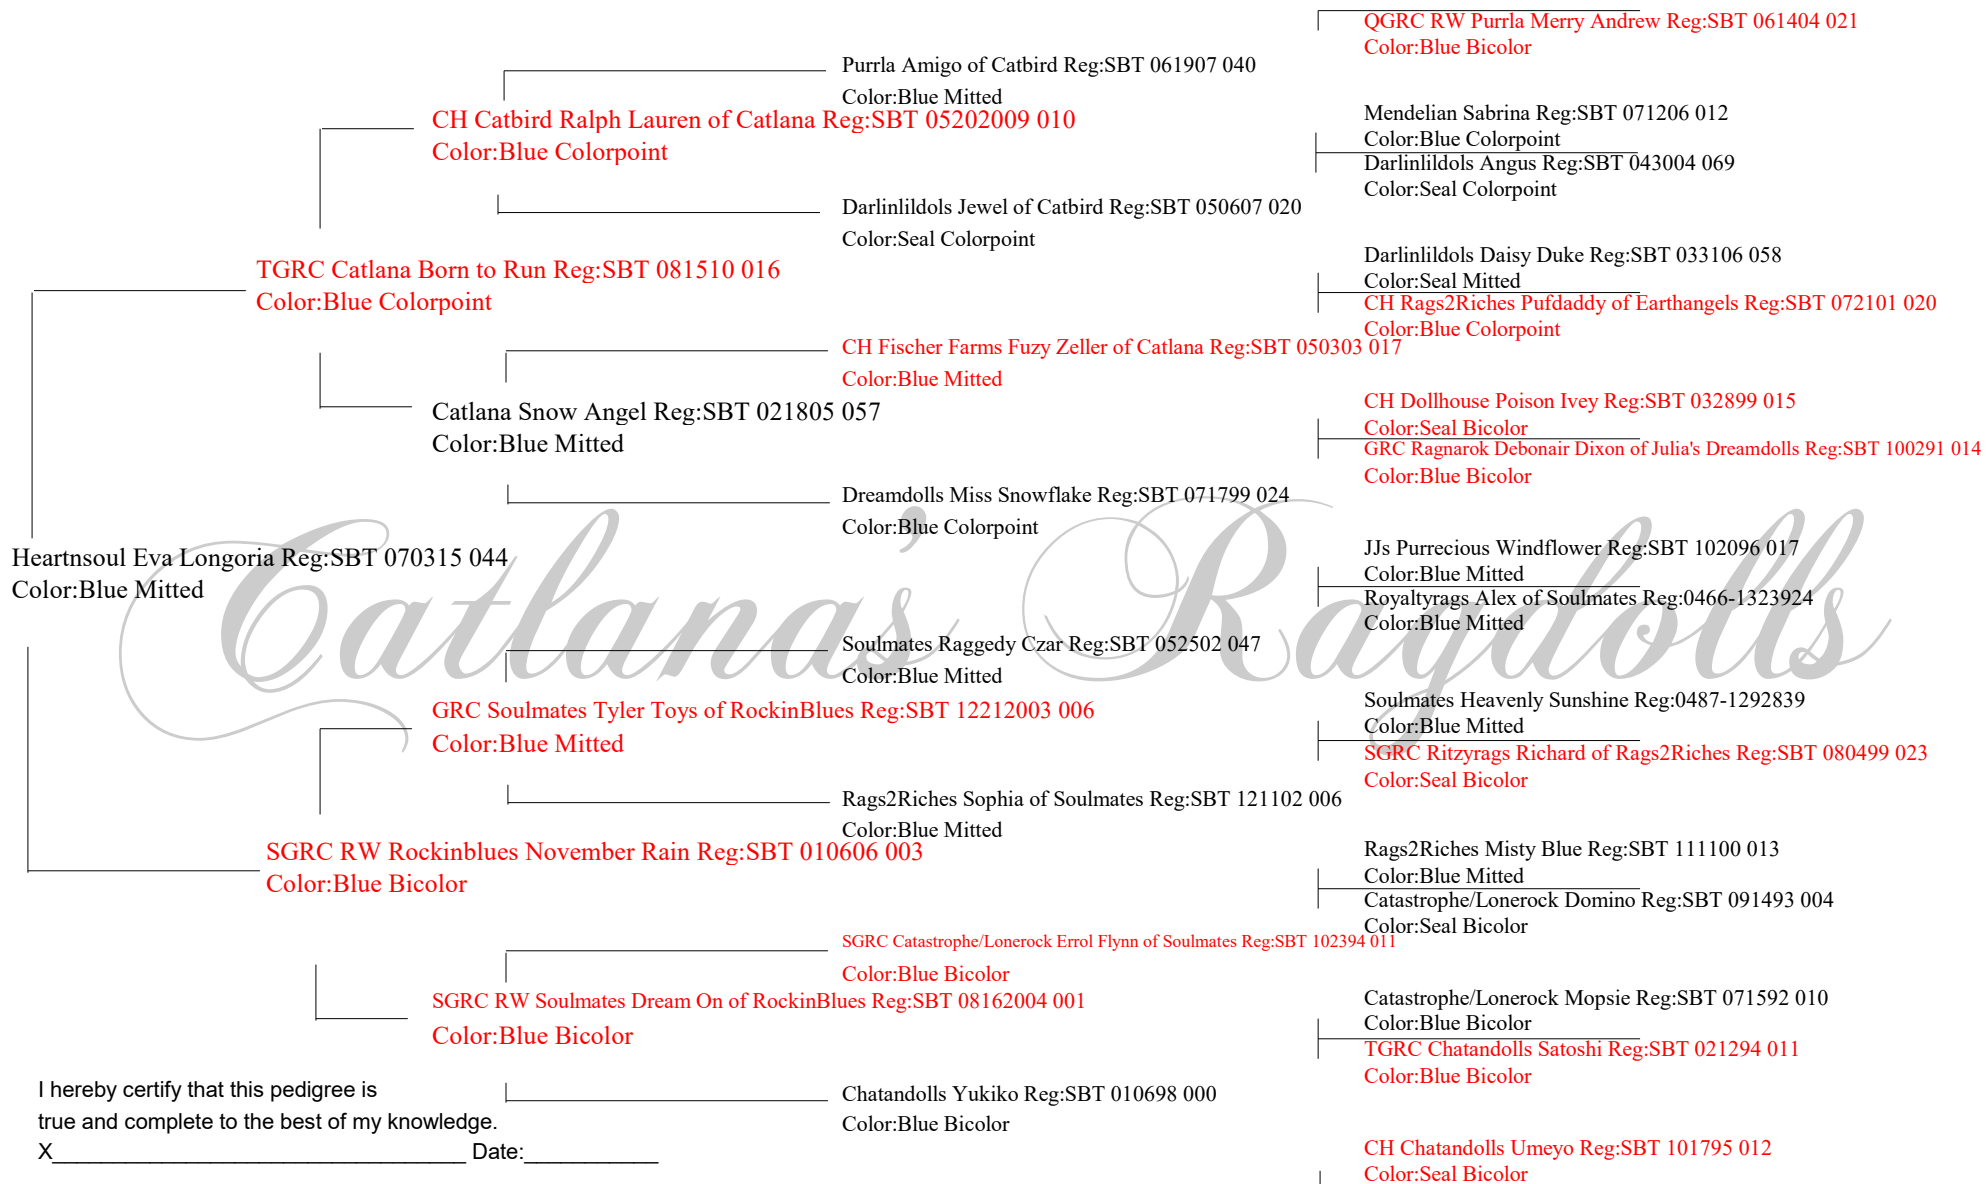 QGRC RW Purrla Merry Andrew Reg:SBT 061404 021
Color:Blue Bicolor
Purrla Amigo of Catbird Reg:SBT 061907 040
Color:Blue Mitted
Mendelian Sabrina Reg:SBT 071206 012
Color:Blue Colorpoint
CH Catbird Ralph Lauren of Catlana Reg:SBT 05202009 010
Color:Blue Colorpoint
Darlinlildols Angus Reg:SBT 043004 069
Color:Seal Colorpoint
Darlinlildols Jewel of Catbird Reg:SBT 050607 020
Color:Seal Colorpoint
Darlinlildols Daisy Duke Reg:SBT 033106 058
Color:Seal Mitted
TGRC Catlana Born to Run Reg:SBT 081510 016
Color:Blue Colorpoint
CH Rags2Riches Pufdaddy of Earthangels Reg:SBT 072101 020
Color:Blue Colorpoint
CH Fischer Farms Fuzy Zeller of Catlana Reg:SBT 050303 017
Color:Blue Mitted
CH Dollhouse Poison Ivey Reg:SBT 032899 015
Color:Seal Bicolor
Catlana Snow Angel Reg:SBT 021805 057
Color:Blue Mitted
GRC Ragnarok Debonair Dixon of Julia's Dreamdolls Reg:SBT 100291 014
Color:Blue Bicolor
Dreamdolls Miss Snowflake Reg:SBT 071799 024
Color:Blue Colorpoint
JJs Purrecious Windflower Reg:SBT 102096 017
Color:Blue Mitted
Heartnsoul Eva Longoria Reg:SBT 070315 044
Color:Blue Mitted
Catlanas' Ragdolls
Royaltyrags Alex of Soulmates Reg:0466-1323924
Color:Blue Mitted
Soulmates Raggedy Czar Reg:SBT 052502 047
Color:Blue Mitted
Soulmates Heavenly Sunshine Reg:0487-1292839
Color:Blue Mitted
GRC Soulmates Tyler Toys of RockinBlues Reg:SBT 12212003 006
Color:Blue Mitted
SGRC Ritzyrags Richard of Rags2Riches Reg:SBT 080499 023
Color:Seal Bicolor
Rags2Riches Sophia of Soulmates Reg:SBT 121102 006
Color:Blue Mitted
Rags2Riches Misty Blue Reg:SBT 111100 013
Color:Blue Mitted
SGRC RW Rockinblues November Rain Reg:SBT 010606 003
Color:Blue Bicolor
Catastrophe/Lonerock Domino Reg:SBT 091493 004
Color:Seal Bicolor
SGRC Catastrophe/Lonerock Errol Flynn of Soulmates Reg:SBT 102394 011
Color:Blue Bicolor
Catastrophe/Lonerock Mopsie Reg:SBT 071592 010
Color:Blue Bicolor
SGRC RW Soulmates Dream On of RockinBlues Reg:SBT 08162004 001
Color:Blue Bicolor
TGRC Chatandolls Satoshi Reg:SBT 021294 011
Color:Blue Bicolor
Chatandolls Yukiko Reg:SBT 010698 000
Color:Blue Bicolor
CH Chatandolls Umeyo Reg:SBT 101795 012
Color:Seal Bicolor
I hereby certify that this pedigree is
true and complete to the best of my knowledge.
X__________________________________ Date:___________